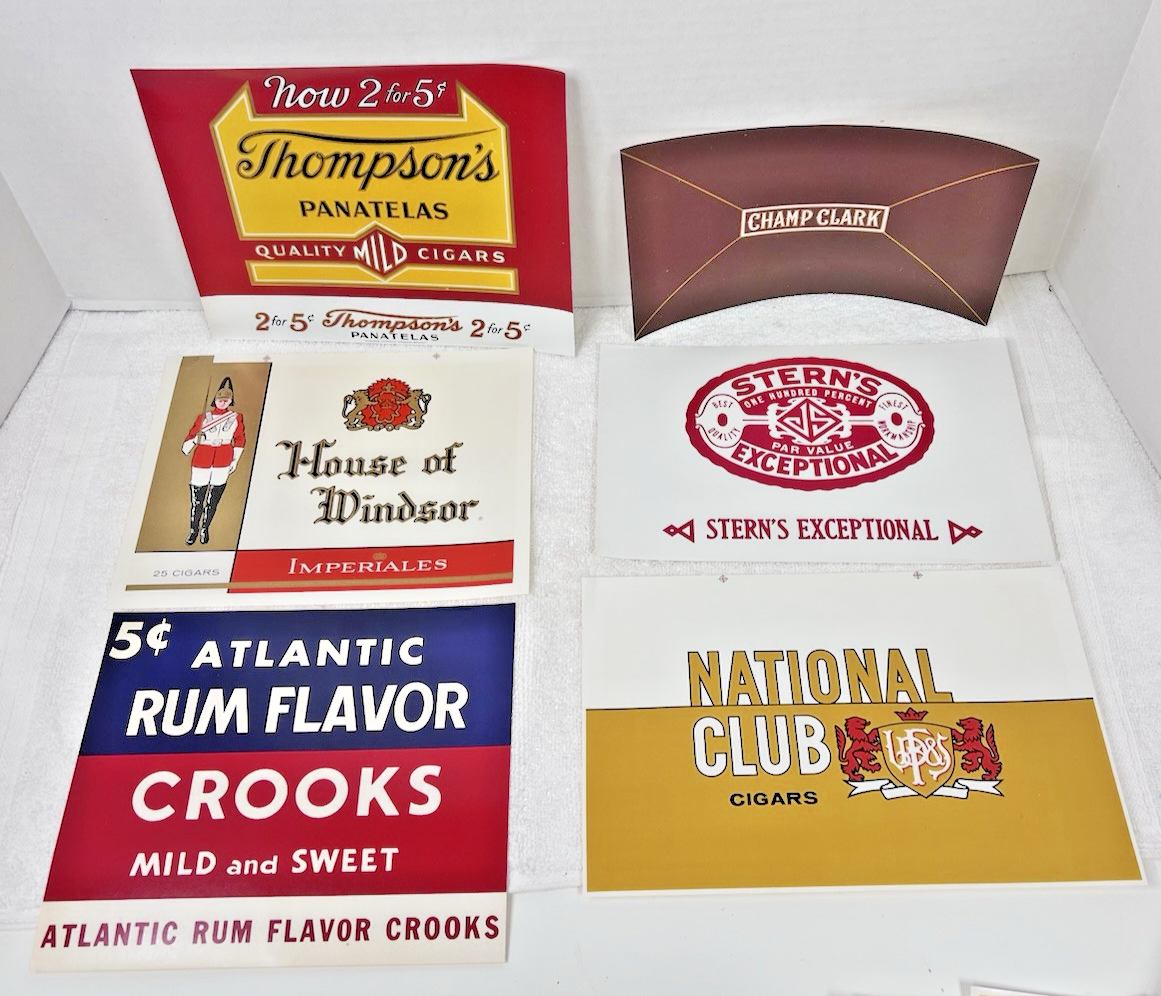 now 2 for 5¢
Thompson's
PANATELAS
QUALITY MILD CIGARS
2 for 5¢ Thompson's 2 for 5¢
PANATELAS
CHAMP CLARK
House of
Windsor
25 CIGARS
IMPERIALES
STERN'S
ONE HUNDRED PERCENT
BEST
QUALITY
JS
FINEST
WORKMANSHIP
PAR VALUE
EXCEPTIONAL
STERN'S EXCEPTIONAL
5¢ ATLANTIC
RUM FLAVOR
CROOKS
MILD and SWEET
ATLANTIC RUM FLAVOR CROOKS
NATIONAL
CLUB
CIGARS